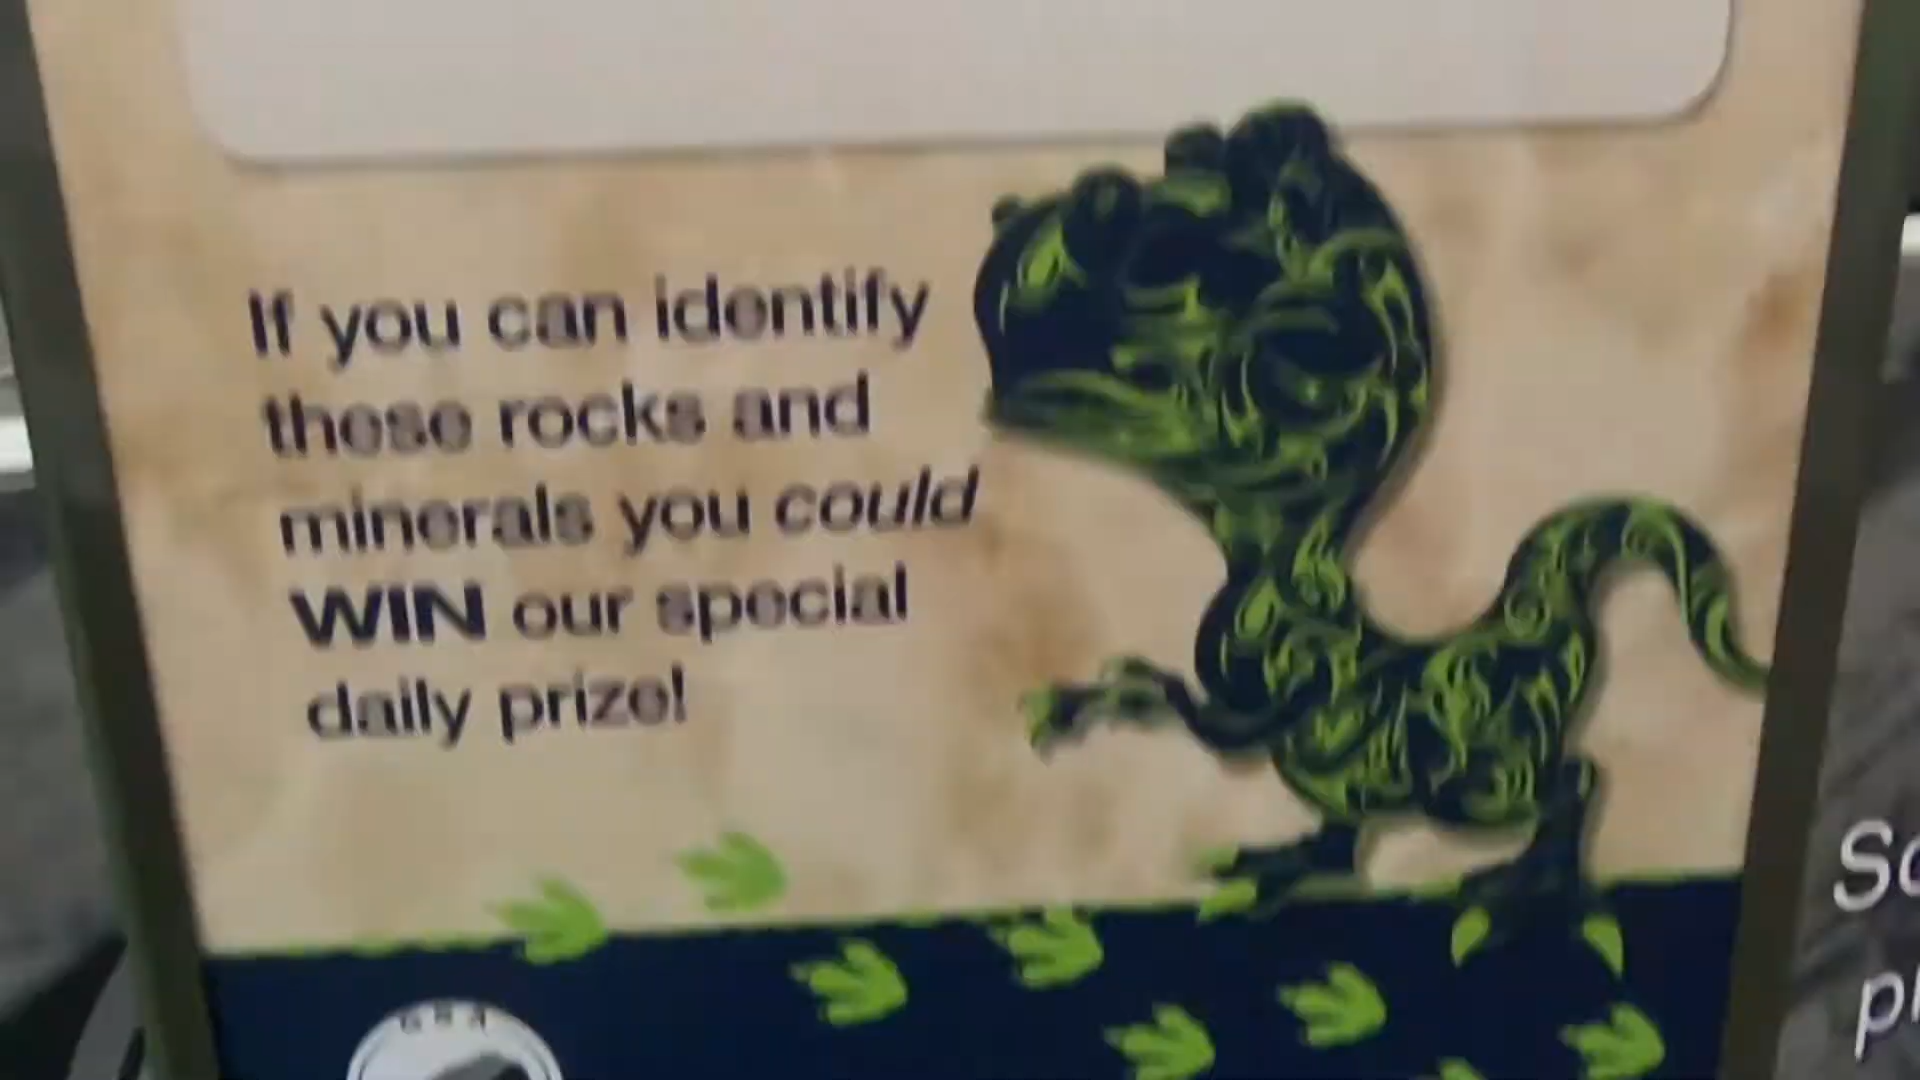 If you can identify
these rocks and
minerals you could
WIN our special
daily prize!